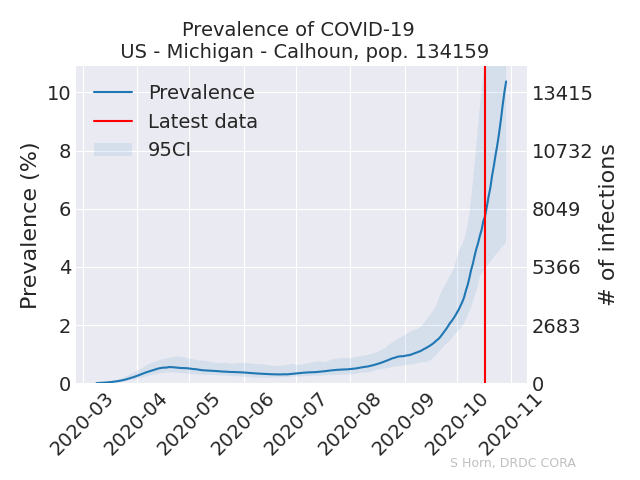 Prevalence of COVID-19
US - Michigan - Calhoun, pop. 134159
Prevalence
Latest data
95CI
Prevalence (%)
10
8
6
4
2
0
13415
10732
8049
5366
2683
0
# of infections
2020-03
2020-04
2020-05
2020-06
2020-07
2020-08
2020-09
2020-10
2020-11
S Horn, DRDC CORA